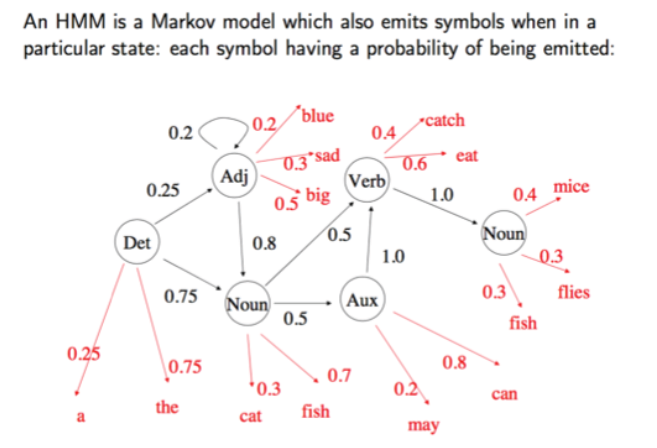 An HMM is a Markov model which also emits symbols when in a
particular state: each symbol having a probability of being emitted:
0.2
0.2
blue
0.4
catch
0.3
sad
0.6
eat
Adj
Verb
0.25
0.5
big
1.0
0.4
mice
Det
0.8
0.5
Noun
1.0
0.3
0.75
Noun
0.5
Aux
0.3
flies
fish
0.25
0.75
0.3
0.7
0.2
0.8
can
a
the
cat
fish
may